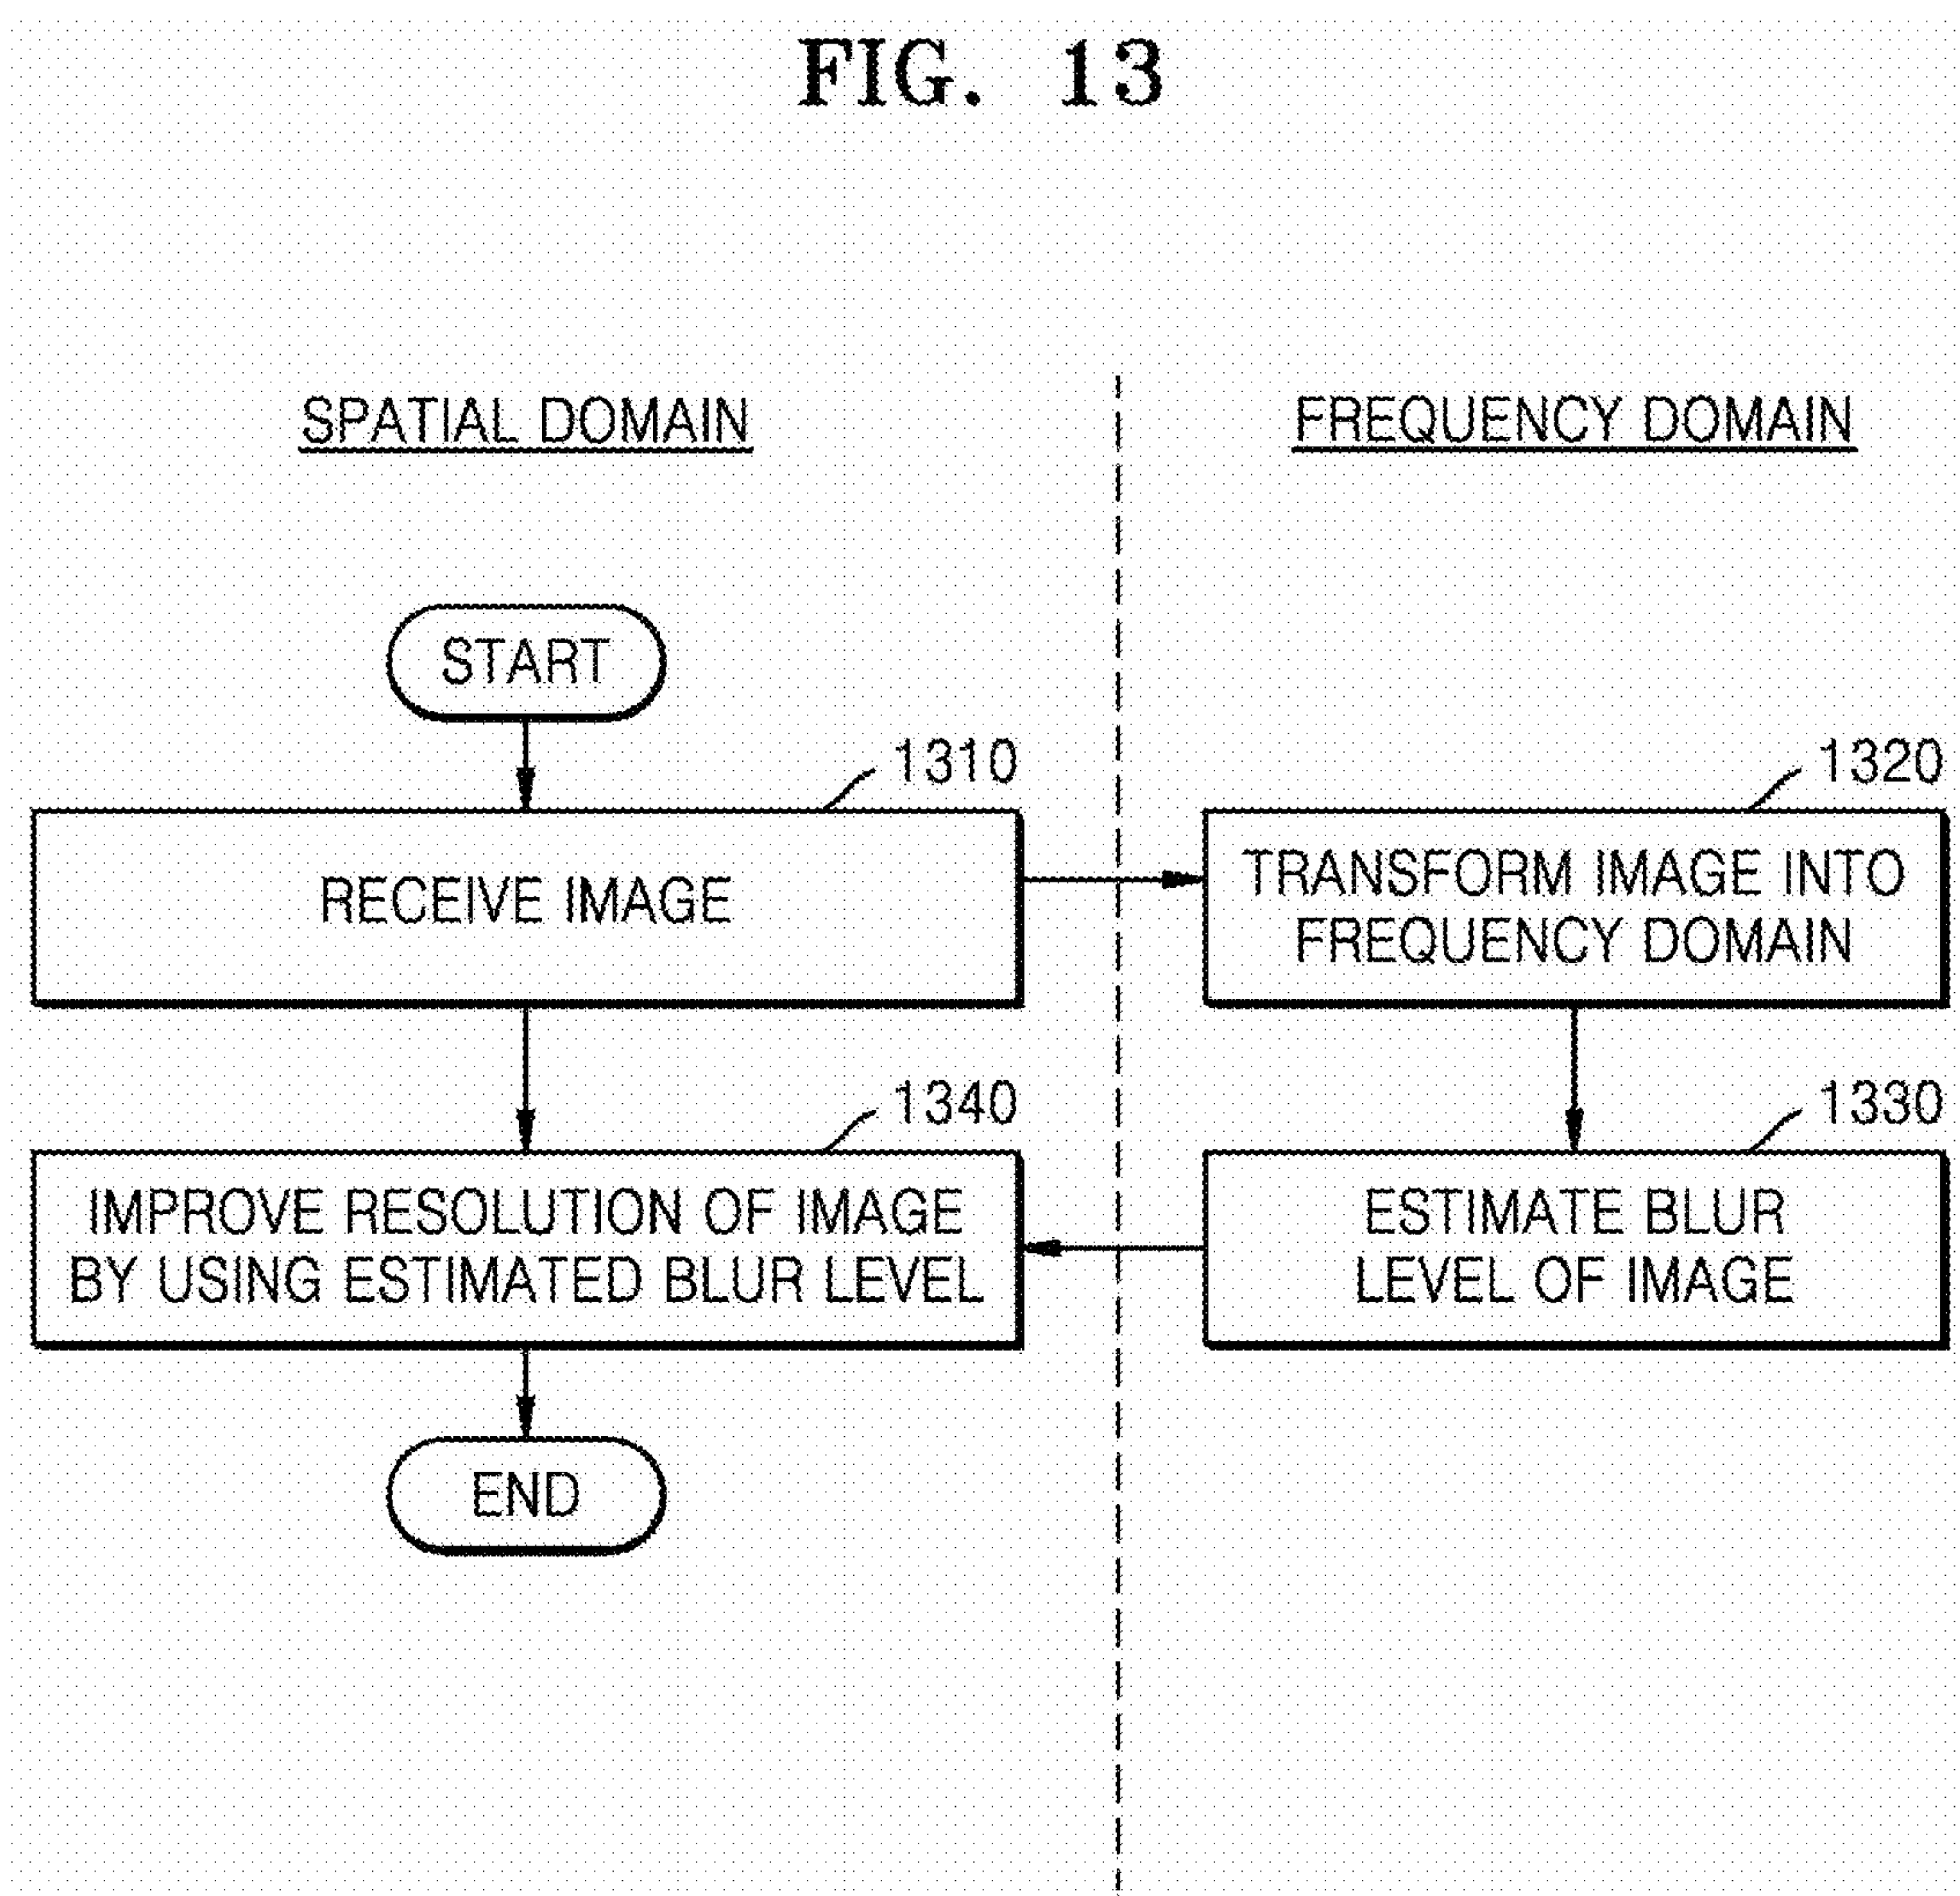 FIG. 13
SPATIAL DOMAIN
FREQUENCY DOMAIN
START
1310
RECEIVE IMAGE
1320
TRANSFORM IMAGE INTO
FREQUENCY DOMAIN
1340
IMPROVE RESOLUTION OF IMAGE
BY USING ESTIMATED BLUR LEVEL
1330
ESTIMATE BLUR
LEVEL OF IMAGE
END